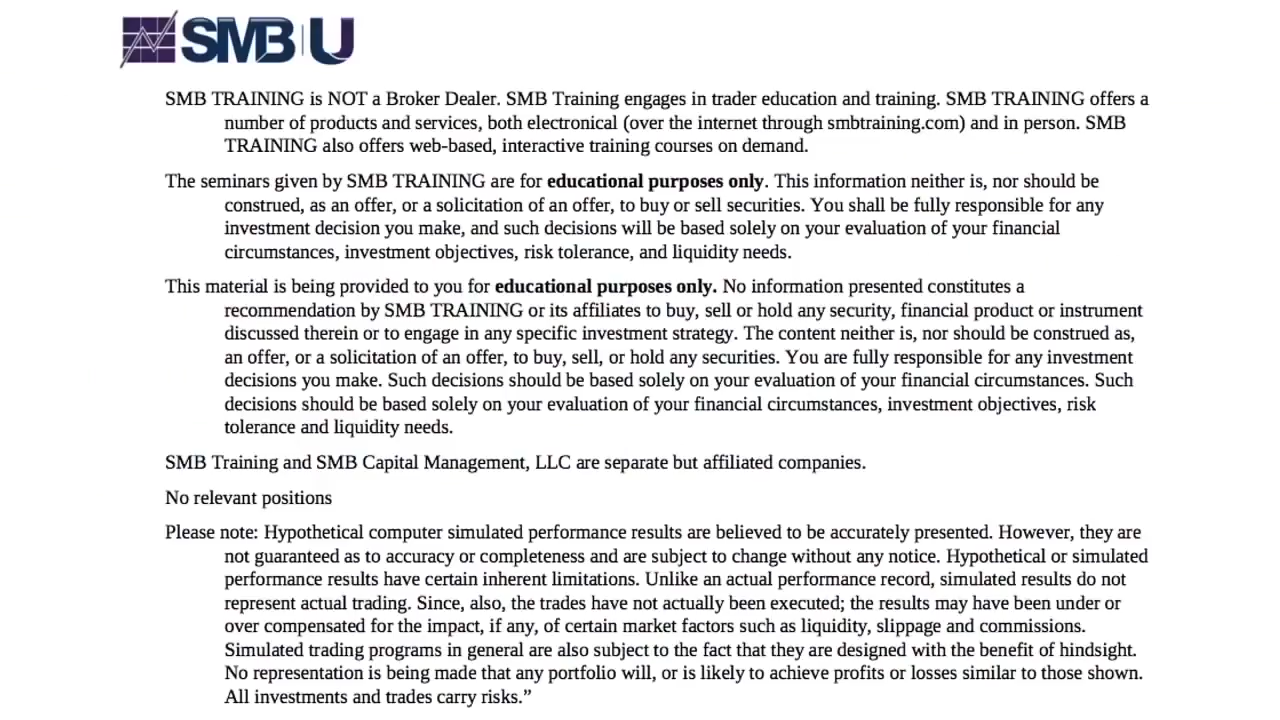 SMB U
SMB TRAINING is NOT a Broker Dealer. SMB Training engages in trader education and training. SMB TRAINING offers a
number of products and services, both electronical (over the internet through smbtraining.com) and in person. SMB
TRAINING also offers web-based, interactive training courses on demand.
The seminars given by SMB TRAINING are for educational purposes only. This information neither is, nor should be
construed, as an offer, or a solicitation of an offer, to buy or sell securities. You shall be fully responsible for any
investment decision you make, and such decisions will be based solely on your evaluation of your financial
circumstances, investment objectives, risk tolerance, and liquidity needs.
This material is being provided to you for educational purposes only. No information presented constitutes a
recommendation by SMB TRAINING or its affiliates to buy, sell or hold any security, financial product or instrument
discussed therein or to engage in any specific investment strategy. The content neither is, nor should be construed as,
an offer, or a solicitation of an offer, to buy, sell, or hold any securities. You are fully responsible for any investment
decisions you make. Such decisions should be based solely on your evaluation of your financial circumstances. Such
decisions should be based solely on your evaluation of your financial circumstances, investment objectives, risk
tolerance and liquidity needs.
SMB Training and SMB Capital Management, LLC are separate but affiliated companies.
No relevant positions
Please note: Hypothetical computer simulated performance results are believed to be accurately presented. However, they are
not guaranteed as to accuracy or completeness and are subject to change without any notice. Hypothetical or simulated
performance results have certain inherent limitations. Unlike an actual performance record, simulated results do not
represent actual trading. Since, also, the trades have not actually been executed; the results may have been under or
over compensated for the impact, if any, of certain market factors such as liquidity, slippage and commissions.
Simulated trading programs in general are also subject to the fact that they are designed with the benefit of hindsight.
No representation is being made that any portfolio will, or is likely to achieve profits or losses similar to those shown.
All investments and trades carry risks.”